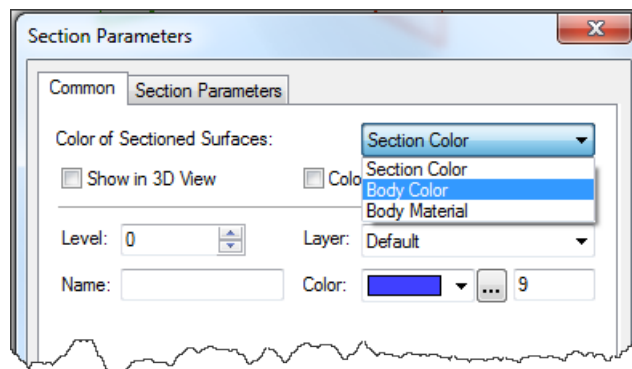 Section Parameters
Common Section Parameters
Color of Sectioned Surfaces: Section Color
Section Color
Show in 3D View Colo Body Color
Body Material
Level: 0 Layer: Default
Name: Color: ... 9